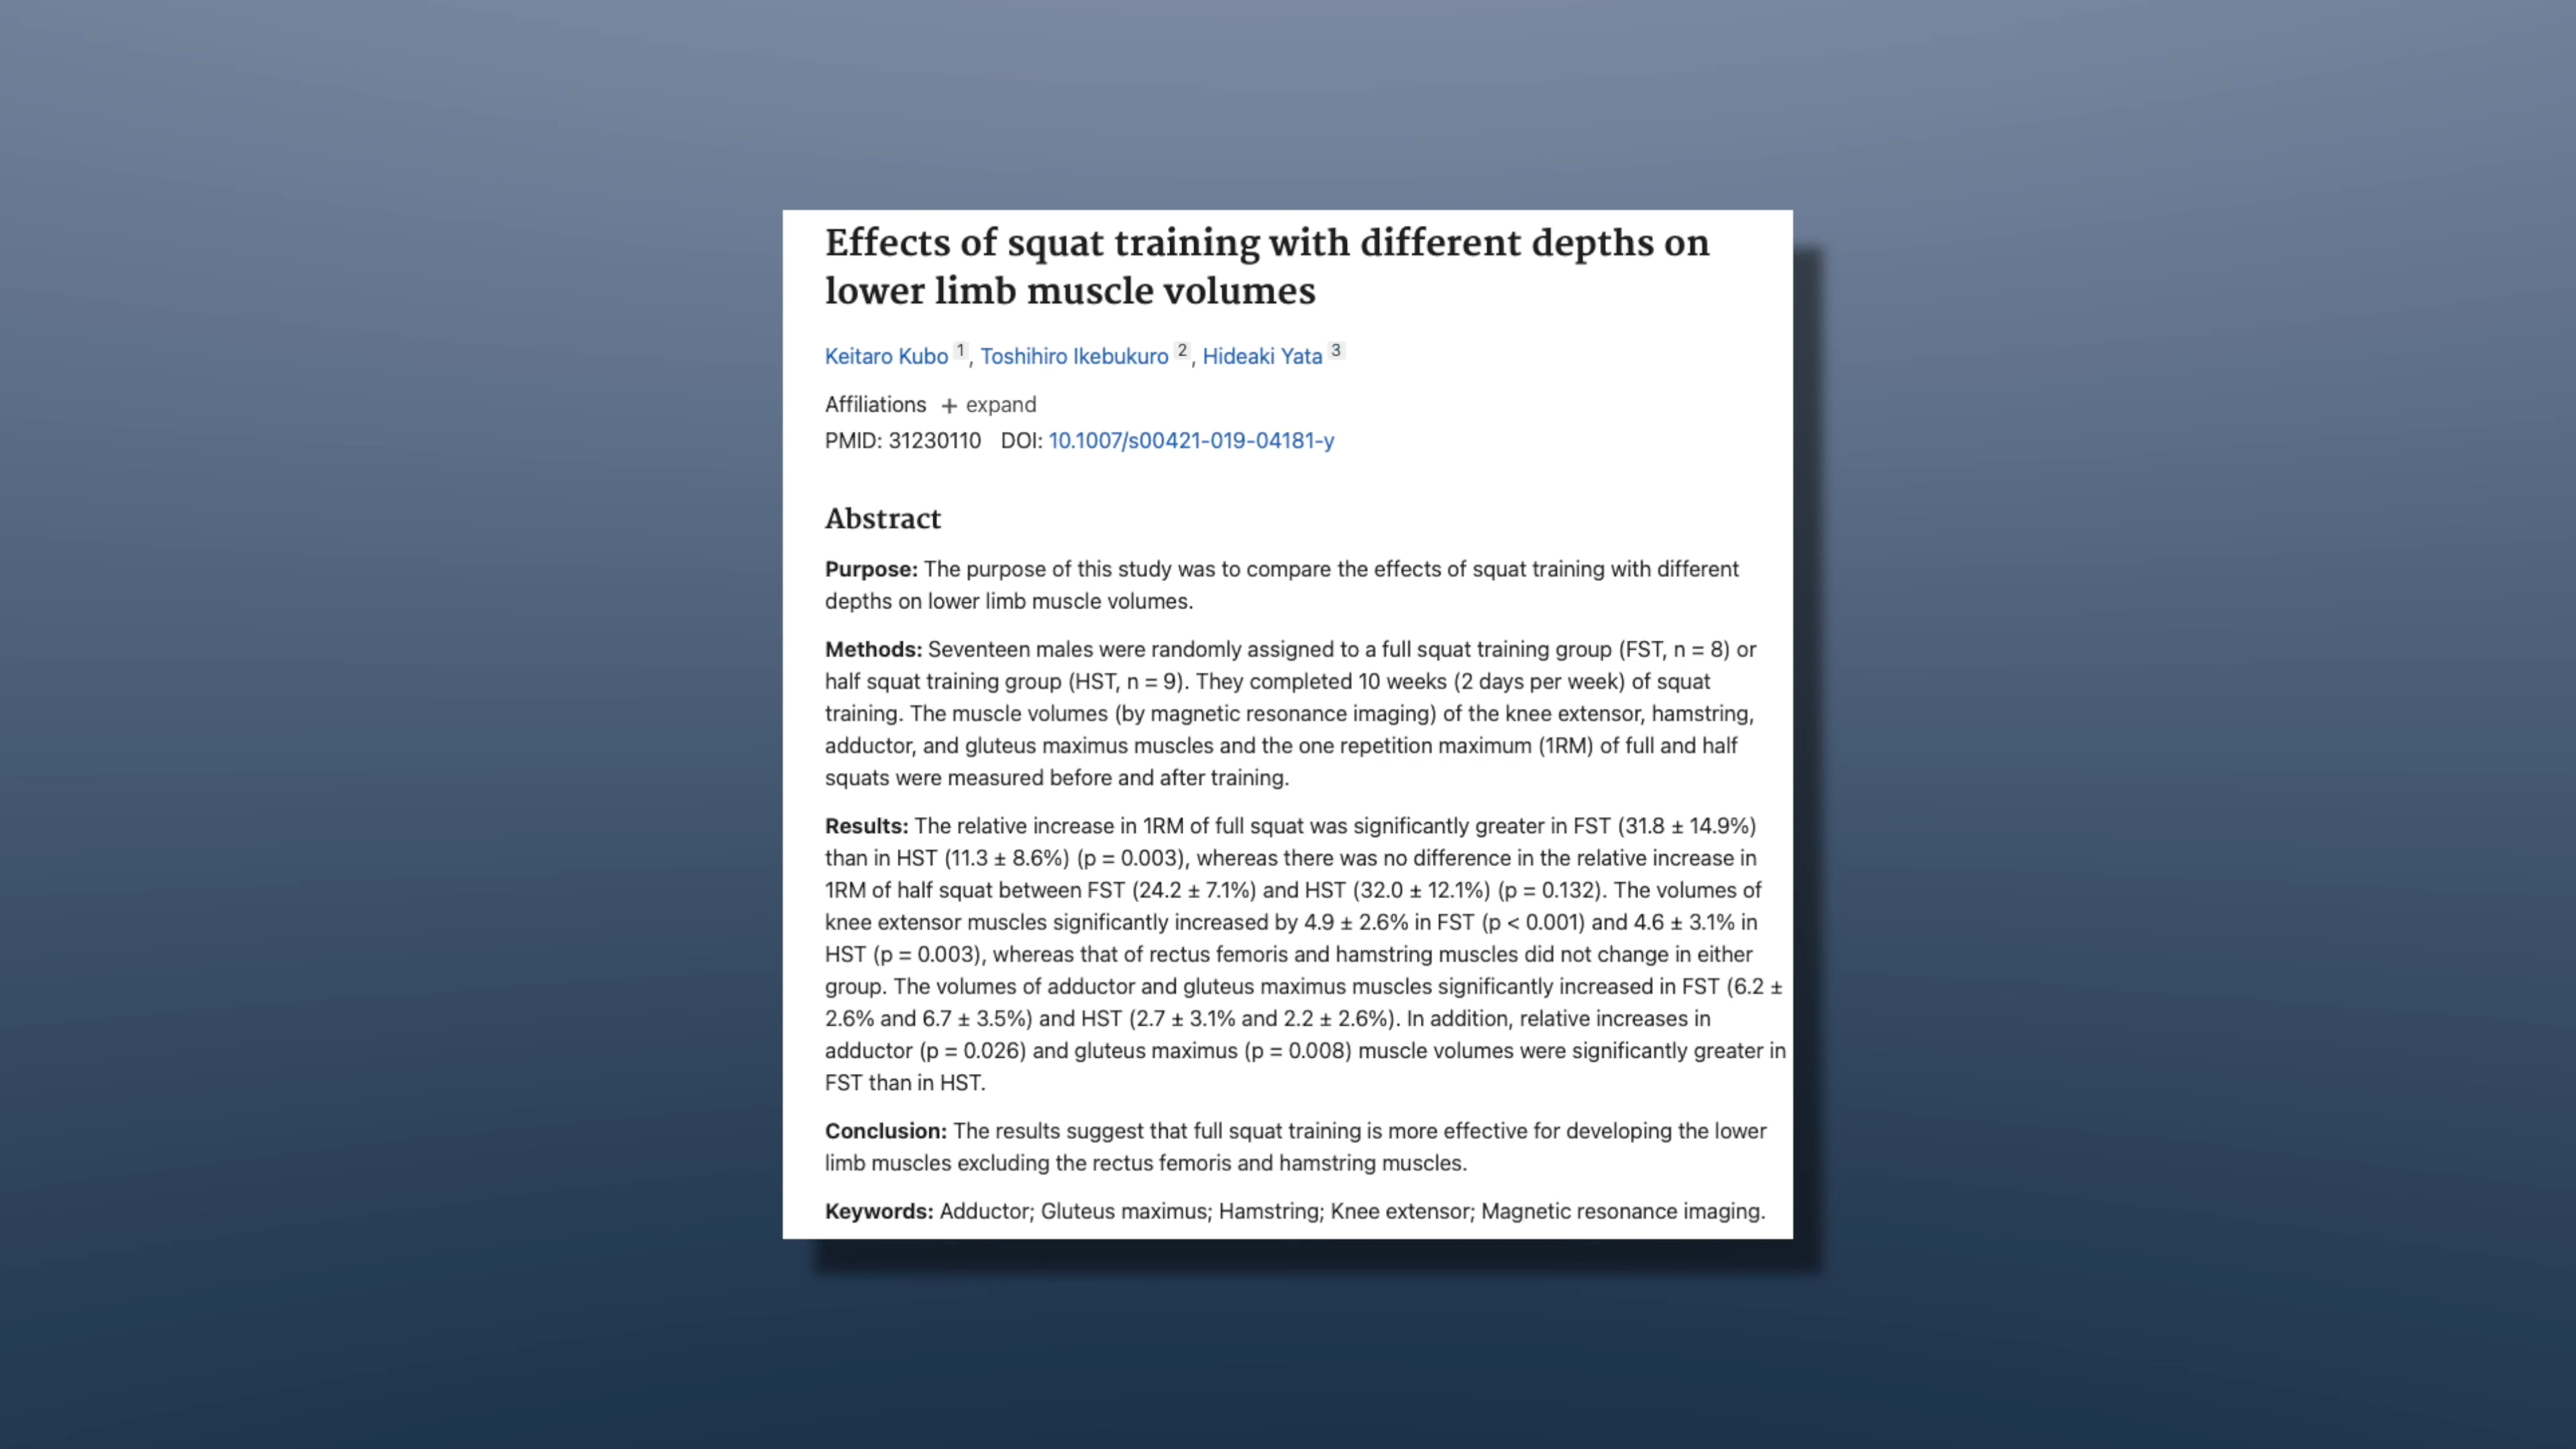 Effects of squat training with different depths on
lower limb muscle volumes
Keitaro Kubo 1, Toshihiro Ikebukuro 2, Hideaki Yata 3
Affiliations + expand
PMID: 31230110 DOI: 10.1007/s00421-019-04181-y
Abstract
Purpose: The purpose of this study was to compare the effects of squat training with different
depths on lower limb muscle volumes.
Methods: Seventeen males were randomly assigned to a full squat training group (FST, n = 8) or
half squat training group (HST, n = 9). They completed 10 weeks (2 days per week) of squat
training. The muscle volumes (by magnetic resonance imaging) of the knee extensor, hamstring,
adductor, and gluteus maximus muscles and the one repetition maximum (1RM) of full and half
squats were measured before and after training.
Results: The relative increase in 1RM of full squat was significantly greater in FST (31.8 ± 14.9%)
than in HST (11.3 ± 8.6%) (p = 0.003), whereas there was no difference in the relative increase in
1RM of half squat between FST (24.2 ± 7.1%) and HST (32.0 ± 12.1%) (p = 0.132). The volumes of
knee extensor muscles significantly increased by 4.9 ± 2.6% in FST (p < 0.001) and 4.6 ± 3.1% in
HST (p = 0.003), whereas that of rectus femoris and hamstring muscles did not change in either
group. The volumes of adductor and gluteus maximus muscles significantly increased in FST (6.2 ±
2.6% and 6.7 ± 3.5%) and HST (2.7 ± 3.1% and 2.2 ± 2.6%). In addition, relative increases in
adductor (p = 0.026) and gluteus maximus (p = 0.008) muscle volumes were significantly greater in
FST than in HST.
Conclusion: The results suggest that full squat training is more effective for developing the lower
limb muscles excluding the rectus femoris and hamstring muscles.
Keywords: Adductor; Gluteus maximus; Hamstring; Knee extensor; Magnetic resonance imaging.